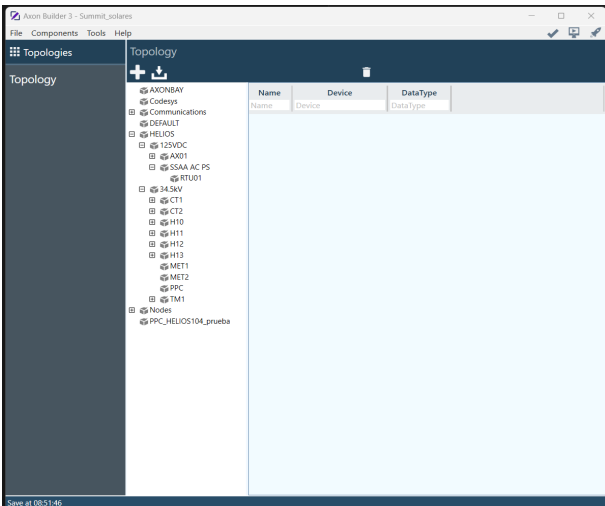 Axon Builder 3 - Summit_solares
File Components Tools Help
Topologies
Topology
Topology
AXONBAY
Codesys
Communications
DEFAULT
HELIOS
125VDC
AX01
SSAA AC PS
RTU01
34.5kV
CT1
CT2
H10
H11
H12
H13
MET1
MET2
PPC
TM1
Nodes
PPC_HELIOS104_prueba
Name Device DataType
Name Device DataType
Save at 08:51:46